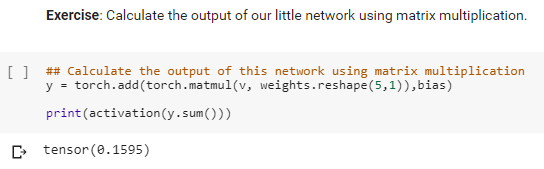 Exercise: Calculate the output of our little network using matrix multiplication.
[ ] ## Calculate the output of this network using matrix multiplication
y = torch.add(torch.matmul(v, weights.reshape(5,1)),bias)
print(activation(y.sum()))
tensor(0.1595)